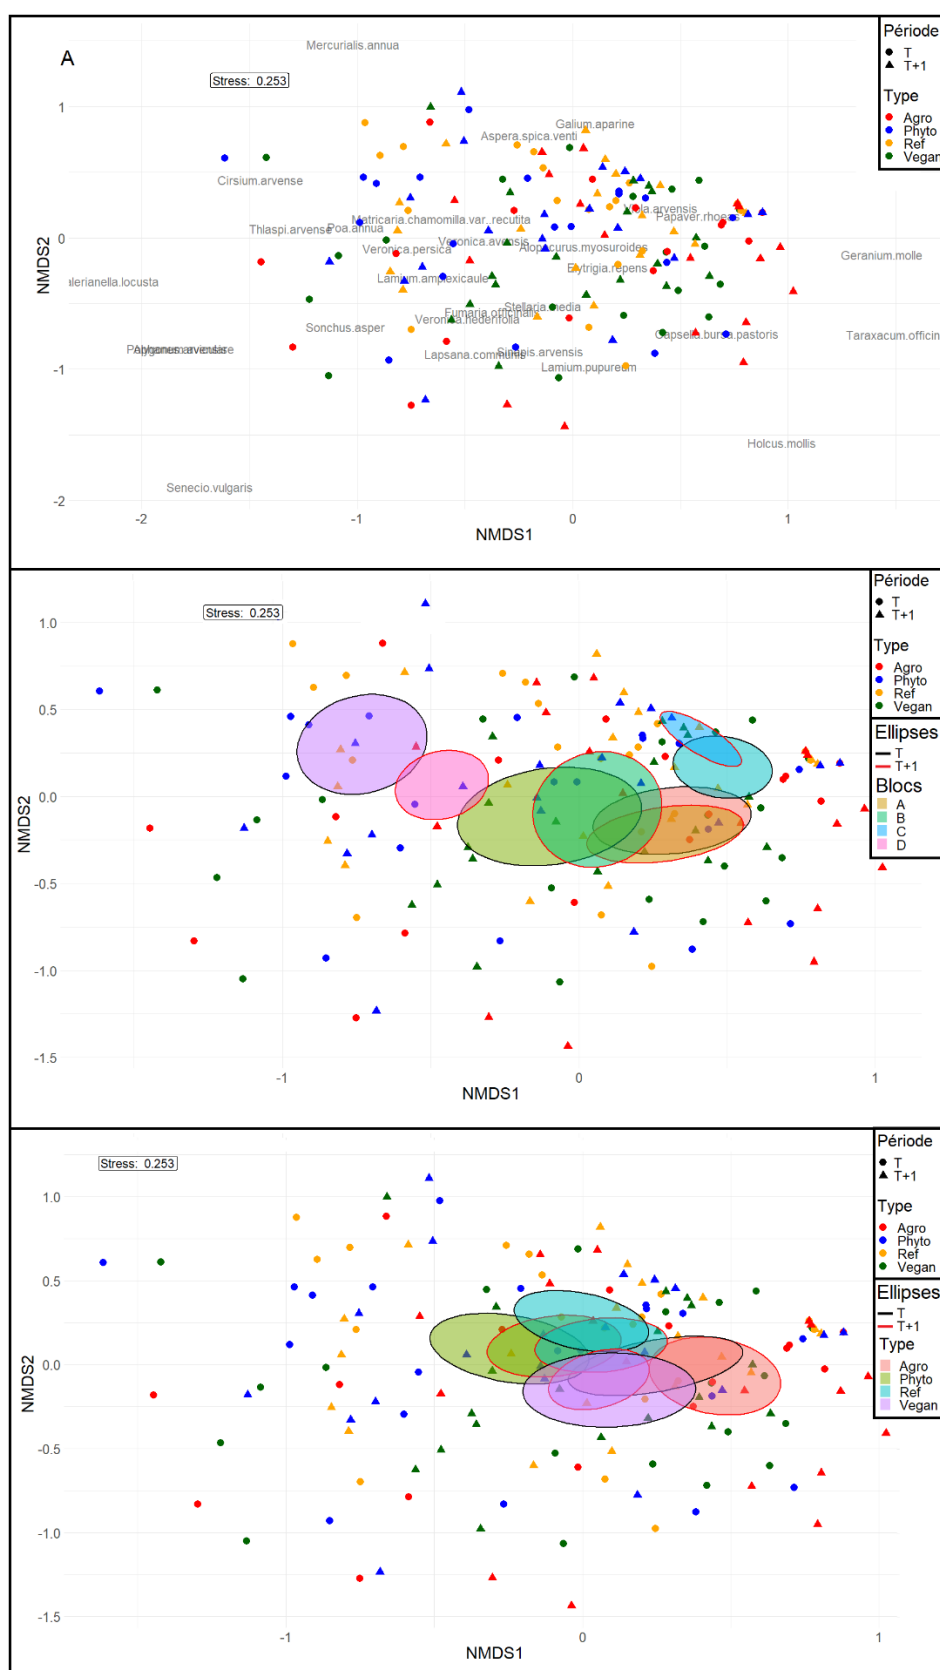 A
Stress: 0.253
Mercurialis.annua
Galium.aparine
Aspera.spica.venti
Cirsium.arvense
Viola.arvensis
Papaver.rhoeas
Matricaria.chamomilla.var._recutita
Thlaspi.arvense
Poa.annua
Veronica.persica
Veronica.avensis
Alopacurus.myosuroides
Geranium.molle
Lamium.amplexicaule
Elytrigia.repens
lerianella.locusta
Stellaria.media
Fumaria.officinalis
Veronica.hederifolia
Sonchus.asper
Capsella.bursa.pastoris
Taraxacum.officin
Lapsana.communis
Sinapis.arvensis
Lamium.pupuream
Holcus.mollis
Senecio.vulgaris
1
0
-1
-2
NMDS2
-2 -1 0 1
NMDS1
Période
T
T+1
Type
Agro
Phyto
Ref
Vegan
Stress: 0.253
1.0
0.5
0.0
-0.5
-1.0
-1.5
NMDS2
-1 0 1
NMDS1
Période
T
T+1
Type
Agro
Phyto
Ref
Vegan
Ellipses
T
T+1
Blocs
A
B
C
D
Stress: 0.253
1.0
0.5
0.0
-0.5
-1.0
-1.5
NMDS2
-1 0 1
NMDS1
Période
T
T+1
Type
Agro
Phyto
Ref
Vegan
Ellipses
T
T+1
Type
Agro
Phyto
Ref
Vegan